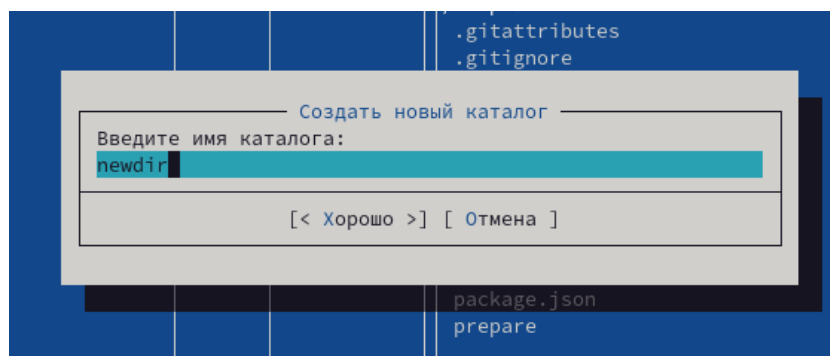 .gitattributes
.gitignore
Создать новый каталог
Введите имя каталога:
newdir
[< Хорошо >] [ Отмена ]
package.json
prepare